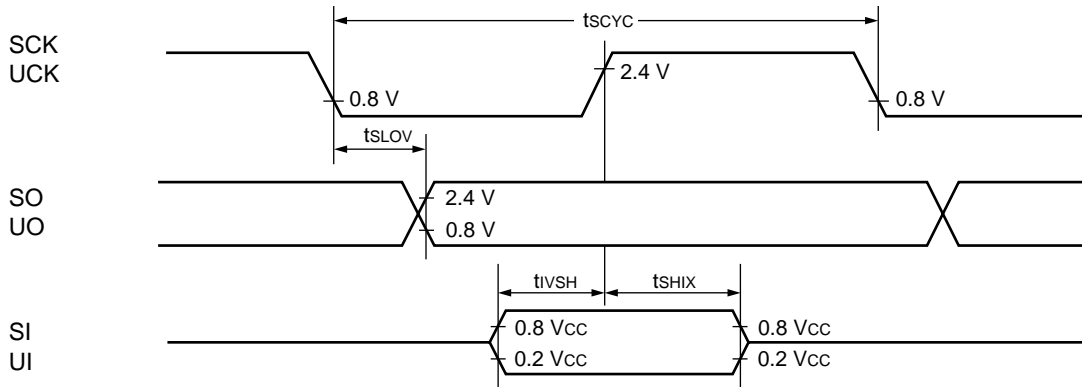 tSCYC
SCK
UCK
2.4 V
0.8 V
0.8 V
tSLOV
SO
UO
2.4 V
0.8 V
tIVSH
tSHIX
SI
UI
0.8 VCC
0.8 VCC
0.2 VCC
0.2 VCC